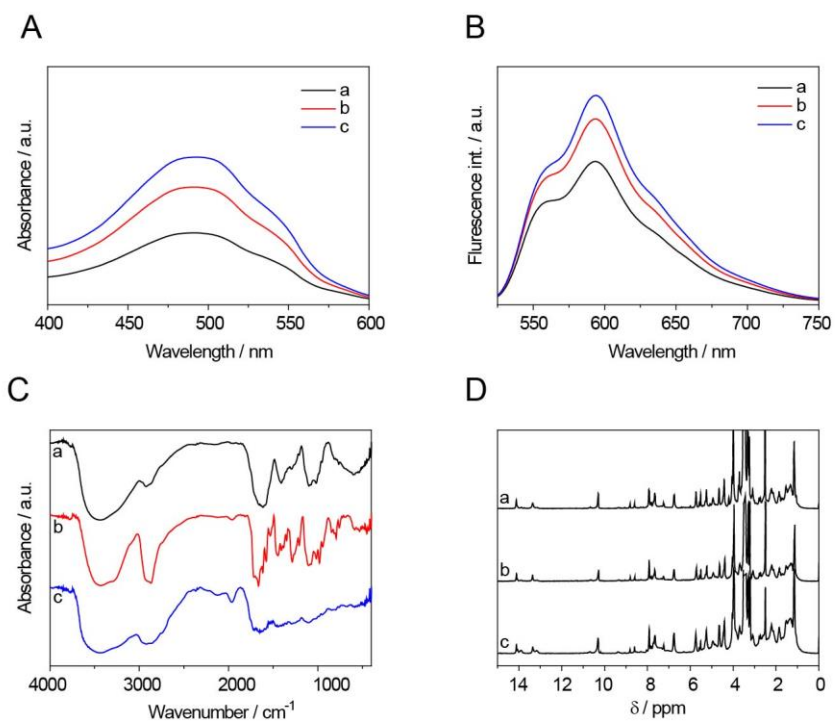 A
Absorbance / a.u.
a
b
c
400 450 500 550 600
Wavelength / nm
B
Flurescence int. / a.u.
a
b
c
550 600 650 700 750
Wavelength / nm
C
Absorbance / a.u.
a
b
c
4000 3000 2000 1000
Wavenumber / cm⁻¹
D
a
b
c
14 12 10 8 6 4 2 0
δ / ppm